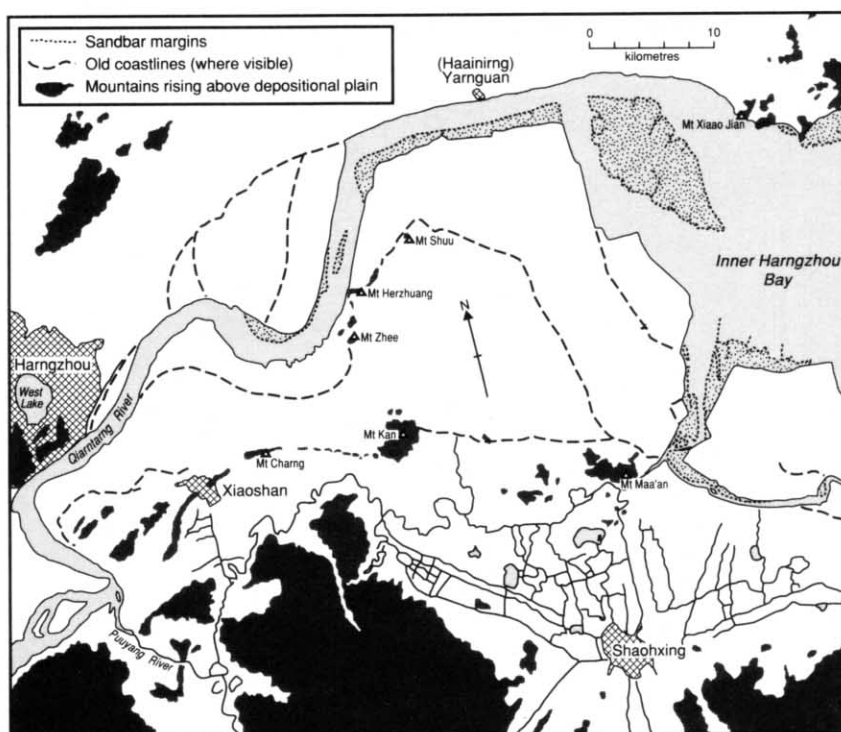 Sandbar margins
Old coastlines (where visible)
Mountains rising above depositional plain
0 10
kilometres
(Haainirng)
Yarnguan
Mt Xiaao Jian
Mt Shuu
Inner Harngzhou
Bay
Mt Herzhuang
N
Mt Zhee
Harngzhou
West
Lake
Qiarntarng River
Mt Kan
Mt Charng
Mt Maa'an
Xiaoshan
Shaohxing
Puuyang River